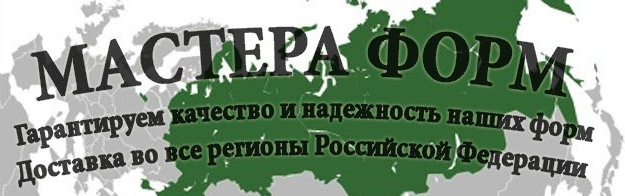 МАСТЕРА ФОРМ
Гарантируем качество и надежность наших форм
Доставка во все регионы Российской Федерации